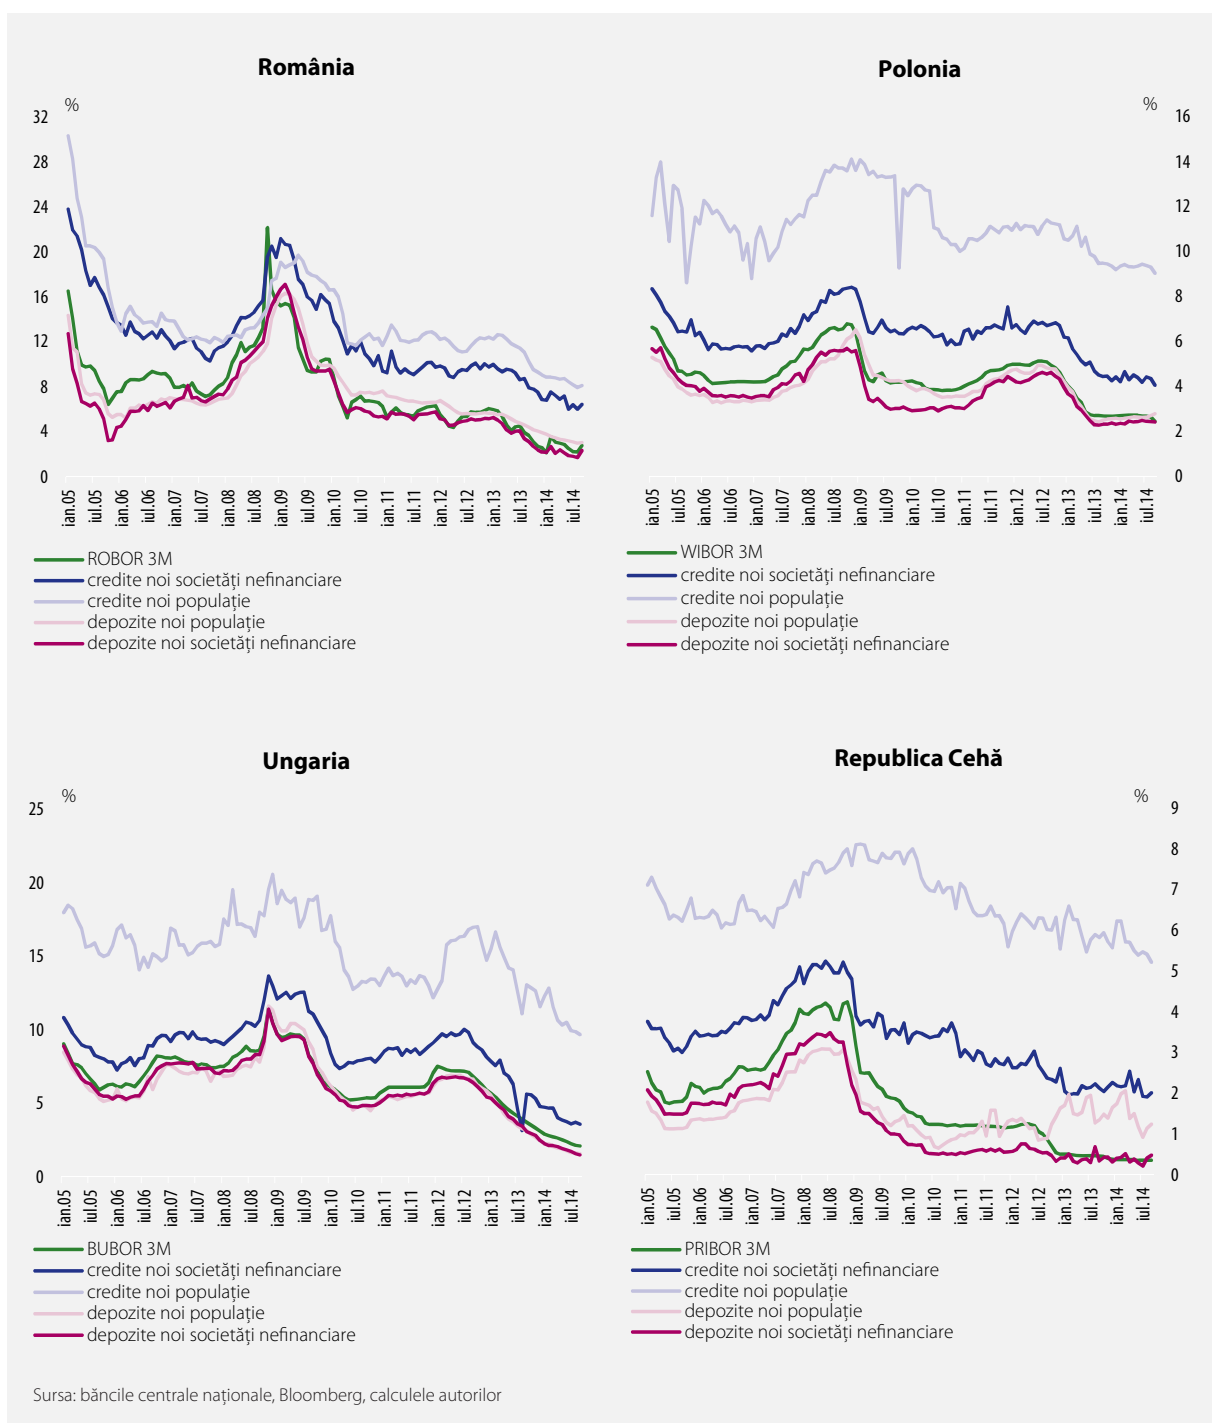 România
%
32
28
24
20
16
12
8
4
0
ian.05
iul.05
ian.06
iul.06
ian.07
iul.07
ian.08
iul.08
ian.09
iul.09
ian.10
iul.10
ian.11
iul.11
ian.12
iul.12
ian.13
iul.13
ian.14
iul.14
ROBOR 3M
credite noi societăți nefinanciare
credite noi populație
depozite noi populație
depozite noi societăți nefinanciare
Polonia
%
16
14
12
10
8
6
4
2
0
ian.05
iul.05
ian.06
iul.06
ian.07
iul.07
ian.08
iul.08
ian.09
iul.09
ian.10
iul.10
ian.11
iul.11
ian.12
iul.12
ian.13
iul.13
ian.14
iul.14
WIBOR 3M
credite noi societăți nefinanciare
credite noi populație
depozite noi populație
depozite noi societăți nefinanciare
Ungaria
%
25
20
15
10
5
0
ian.05
iul.05
ian.06
iul.06
ian.07
iul.07
ian.08
iul.08
ian.09
iul.09
ian.10
iul.10
ian.11
iul.11
ian.12
iul.12
ian.13
iul.13
ian.14
iul.14
BUBOR 3M
credite noi societăți nefinanciare
credite noi populație
depozite noi populație
depozite noi societăți nefinanciare
Republica Cehă
%
9
8
7
6
5
4
3
2
1
0
ian.05
iul.05
ian.06
iul.06
ian.07
iul.07
ian.08
iul.08
ian.09
iul.09
ian.10
iul.10
ian.11
iul.11
ian.12
iul.12
ian.13
iul.13
ian.14
iul.14
PRIBOR 3M
credite noi societăți nefinanciare
credite noi populație
depozite noi populație
depozite noi societăți nefinanciare
Sursa: băncile centrale naționale, Bloomberg, calculele autorilor